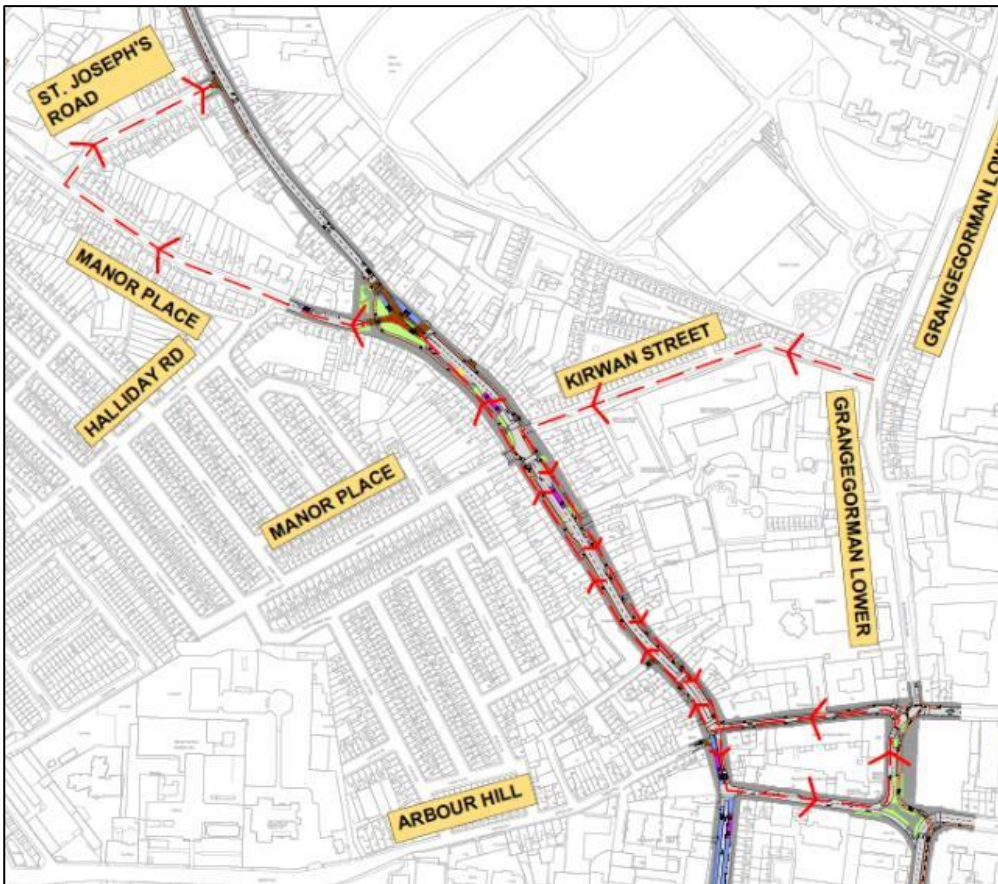 ST. JOSEPH'S
ROAD
MANOR PLACE
HALLIDAY RD
MANOR PLACE
KIRWAN STREET
GRANGEGORMAN LOW
GRANGEGORMAN LOWER
ARBOUR HILL